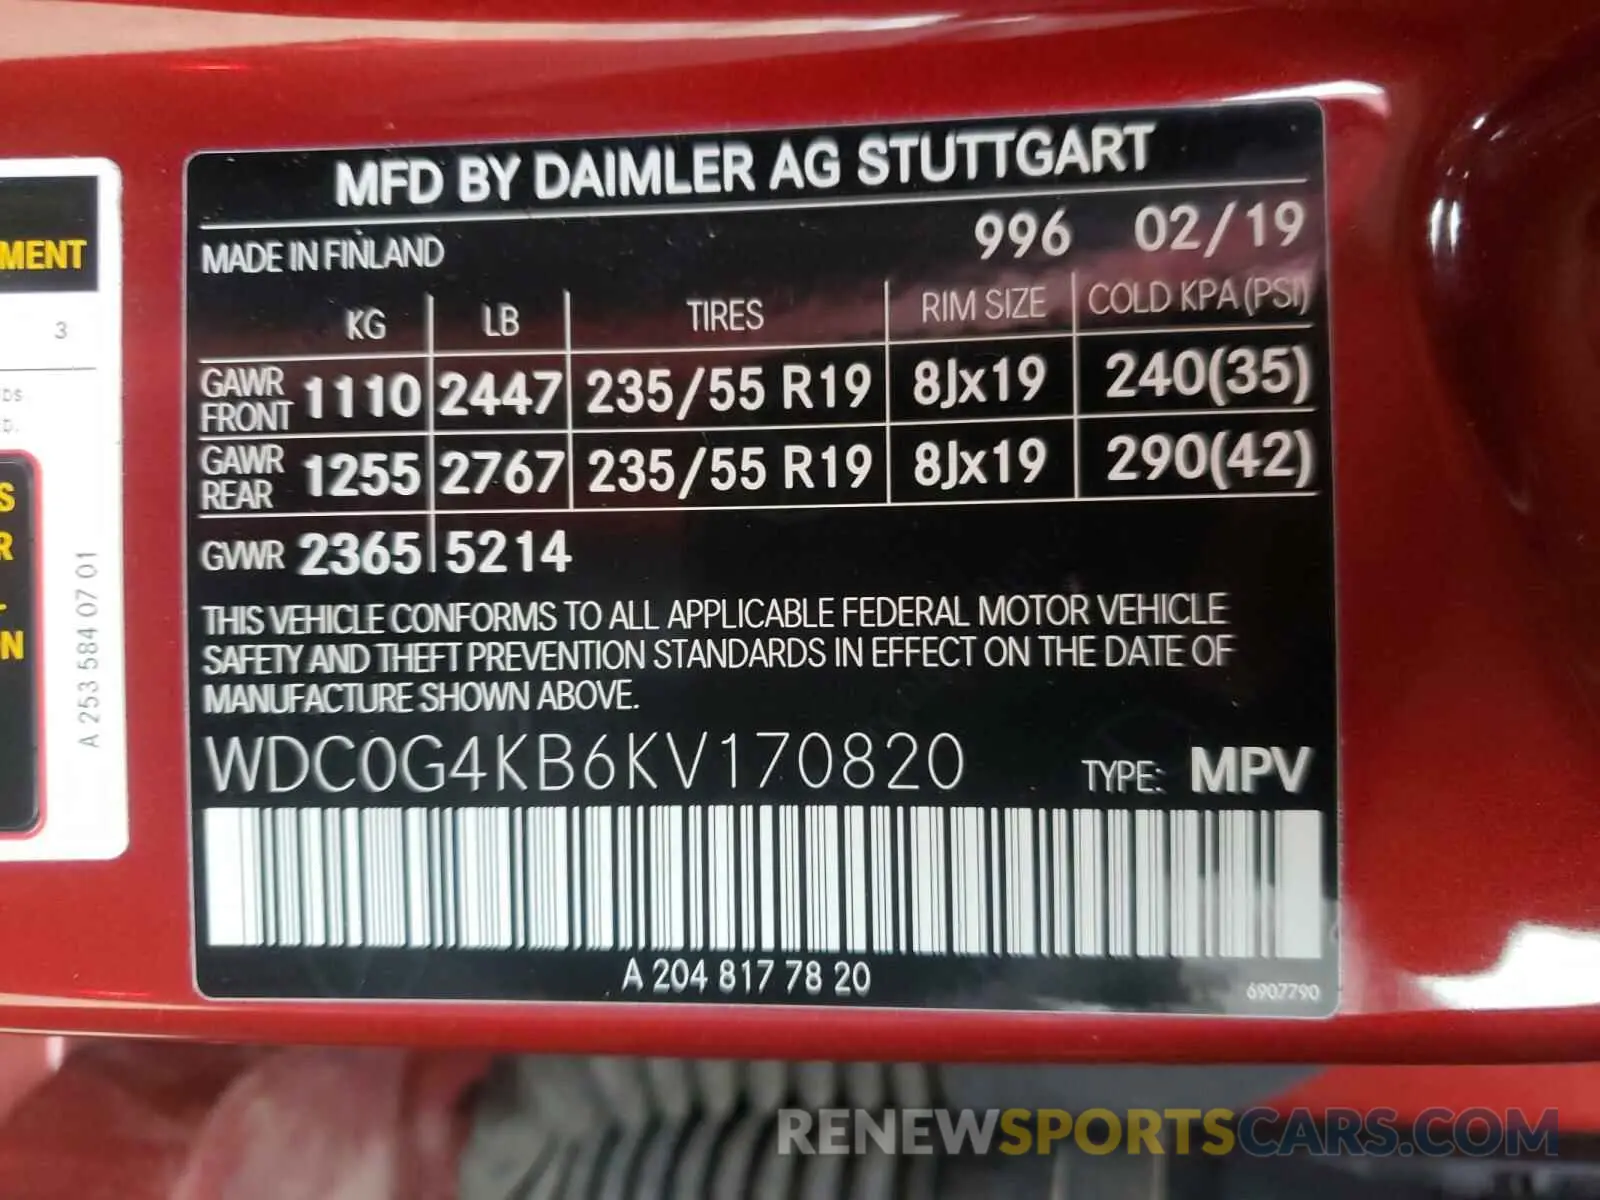 MFD BY DAIMLER AG STUTTGART
MADE IN FINLAND 996 02/19
KG LB TIRES RIM SIZE COLD KPA (PSI)
GAWR FRONT 1110 2447 235/55 R19 8Jx19 240(35)
GAWR REAR 1255 2767 235/55 R19 8Jx19 290(42)
GVWR 2365 5214
THIS VEHICLE CONFORMS TO ALL APPLICABLE FEDERAL MOTOR VEHICLE
SAFETY AND THEFT PREVENTION STANDARDS IN EFFECT ON THE DATE OF
MANUFACTURE SHOWN ABOVE.
WDC0G4KB6KV170820 TYPE: MPV
A 204 817 78 20
6907790
MENT
3
bs
b.
S
R
N
A 253 584 07 01
RENEWSPORTSCARS.COM